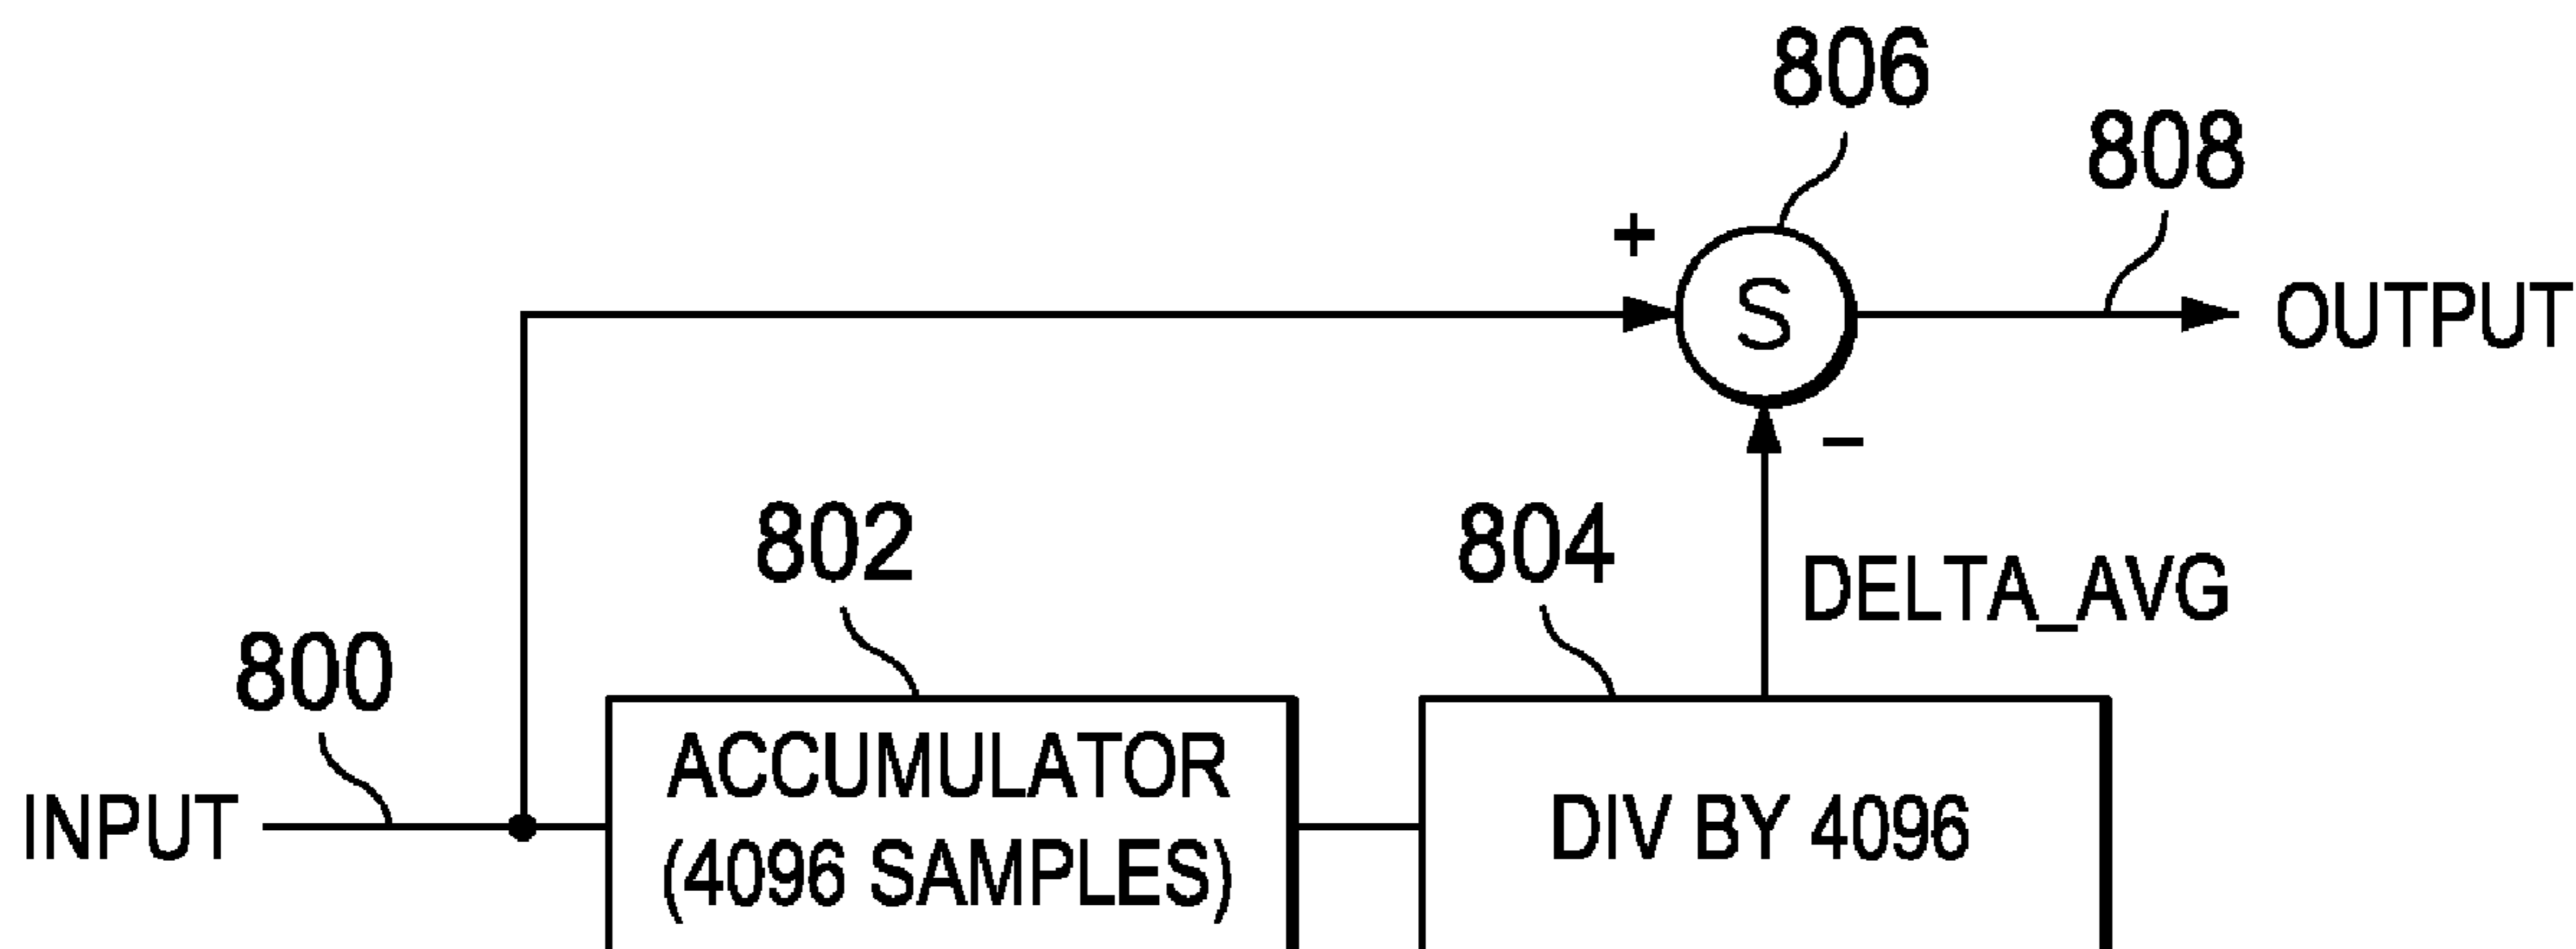 806
808
+
S
OUTPUT
−
802
804
DELTA_AVG
800
ACCUMULATOR
(4096 SAMPLES)
DIV BY 4096
INPUT